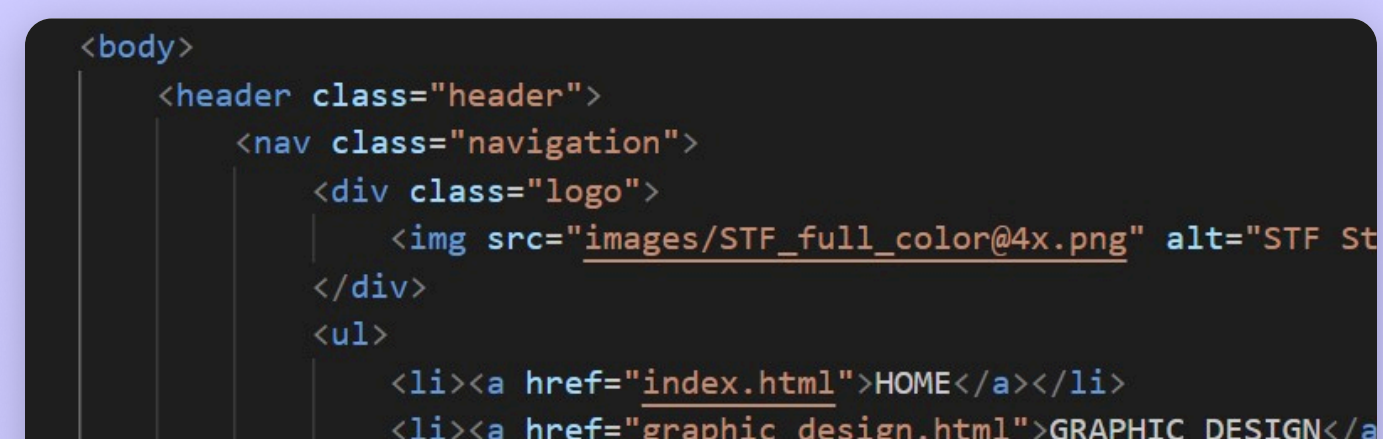 <body>
<header class="header">
<nav class="navigation">
<div class="logo">
<img src="images/STF_full_color@4x.png" alt="STF St
</div>
<ul>
<li><a href="index.html">HOME</a></li>
<li><a href="graphic_design.html">GRAPHIC DESIGN</a